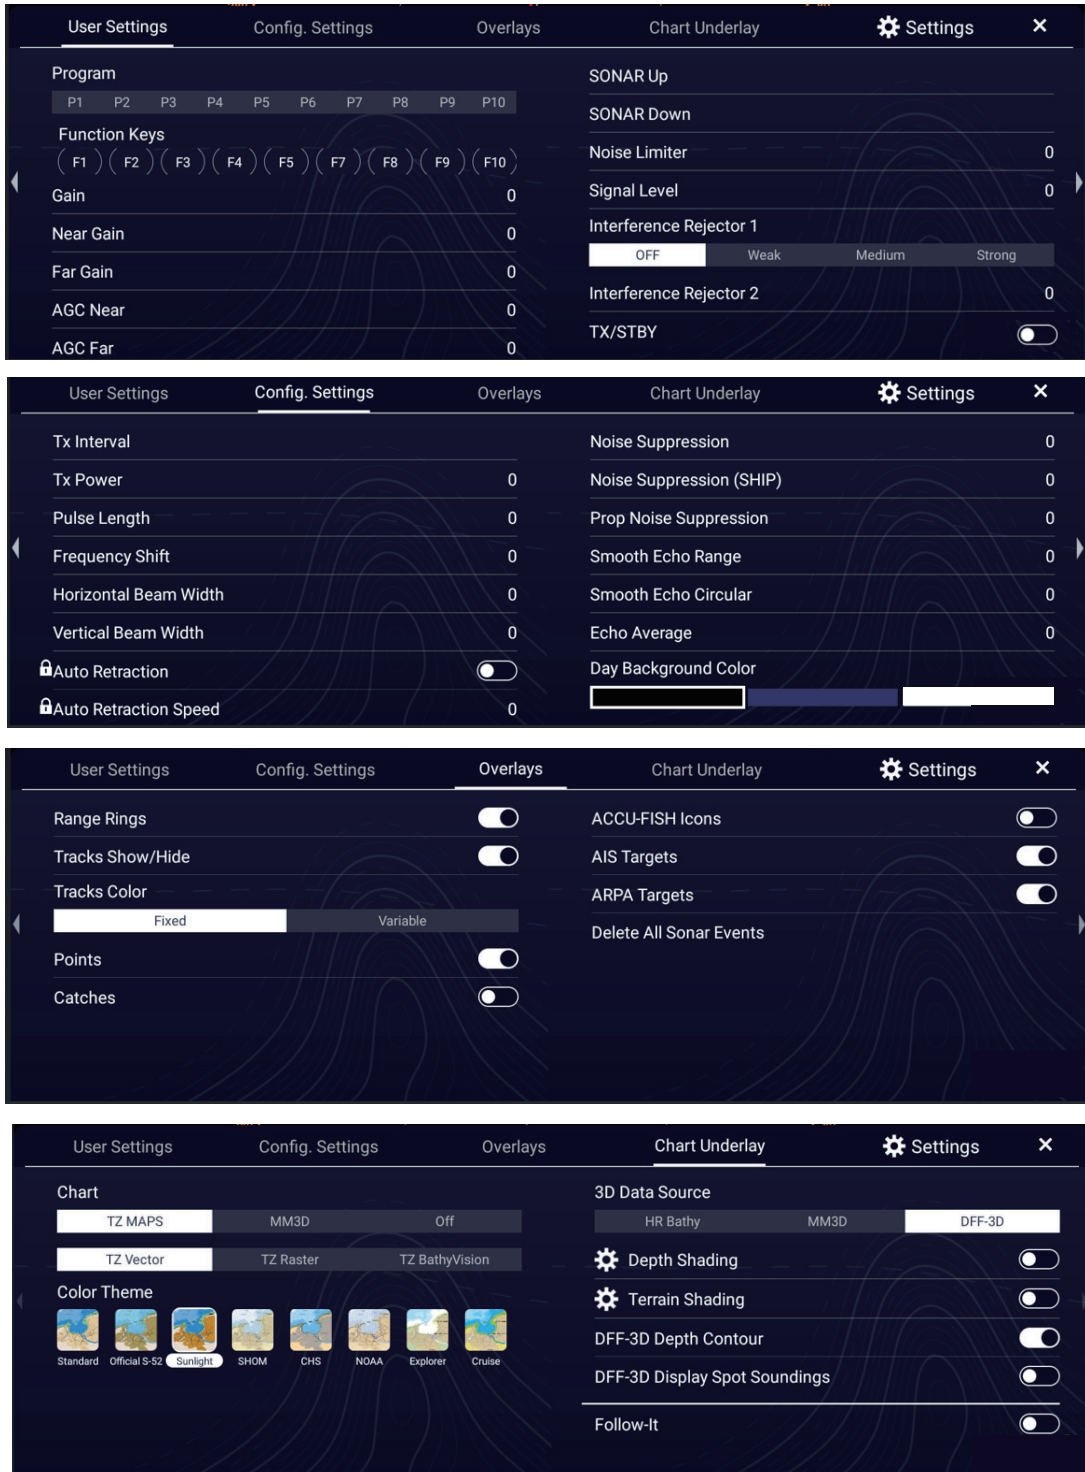 User Settings Config. Settings Overlays Chart Underlay Settings ×
Program
P1 P2 P3 P4 P5 P6 P7 P8 P9 P10
Function Keys
F1 F2 F3 F4 F5 F7 F8 F9 F10
Gain 0
Near Gain 0
Far Gain 0
AGC Near 0
AGC Far 0
SONAR Up
SONAR Down
Noise Limiter 0
Signal Level 0
Interference Rejector 1
OFF Weak Medium Strong
Interference Rejector 2 0
TX/STBY
User Settings Config. Settings Overlays Chart Underlay Settings ×
Tx Interval
Tx Power 0
Pulse Length 0
Frequency Shift 0
Horizontal Beam Width 0
Vertical Beam Width 0
Auto Retraction
Auto Retraction Speed 0
Noise Suppression 0
Noise Suppression (SHIP) 0
Prop Noise Suppression 0
Smooth Echo Range 0
Smooth Echo Circular 0
Echo Average 0
Day Background Color
User Settings Config. Settings Overlays Chart Underlay Settings ×
Range Rings
Tracks Show/Hide
Tracks Color
Fixed Variable
Points
Catches
ACCU-FISH Icons
AIS Targets
ARPA Targets
Delete All Sonar Events
User Settings Config. Settings Overlays Chart Underlay Settings ×
Chart
TZ MAPS MM3D Off
TZ Vector TZ Raster TZ BathyVision
Color Theme
Standard Official S-52 Sunlight SHOM CHS NOAA Explorer Cruise
3D Data Source
HR Bathy MM3D DFF-3D
Depth Shading
Terrain Shading
DFF-3D Depth Contour
DFF-3D Display Spot Soundings
Follow-It